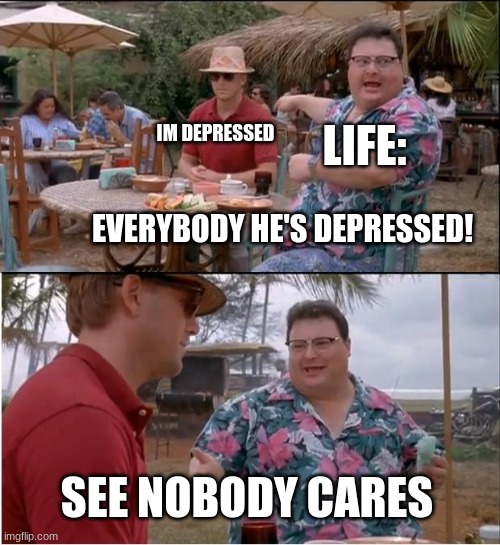 IM DEPRESSED
LIFE:
EVERYBODY HE'S DEPRESSED!
SEE NOBODY CARES
imgflip.com